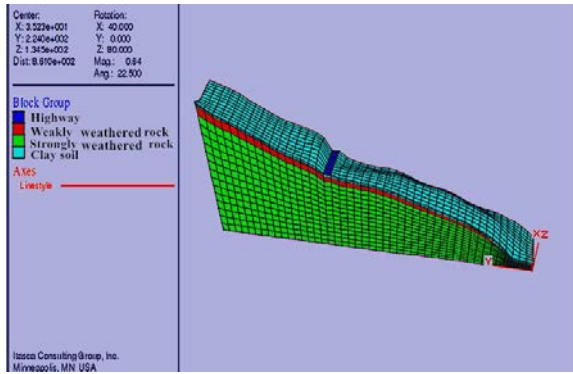 Center:
X: 3.523e+001
Y: 2.240e+002
Z: 1.345e+002
Dist: 8.610e+002
Rotation:
X: 40.000
Y: 0.000
Z: 80.000
Mag.: 0.64
Ang.: 22.500
Block Group
Highway
Weakly weathered rock
Strongly weathered rock
Clay soil
Axes
Linestyle
XZ
Y
Itasca Consulting Group, Inc.
Minneapolis, MN USA